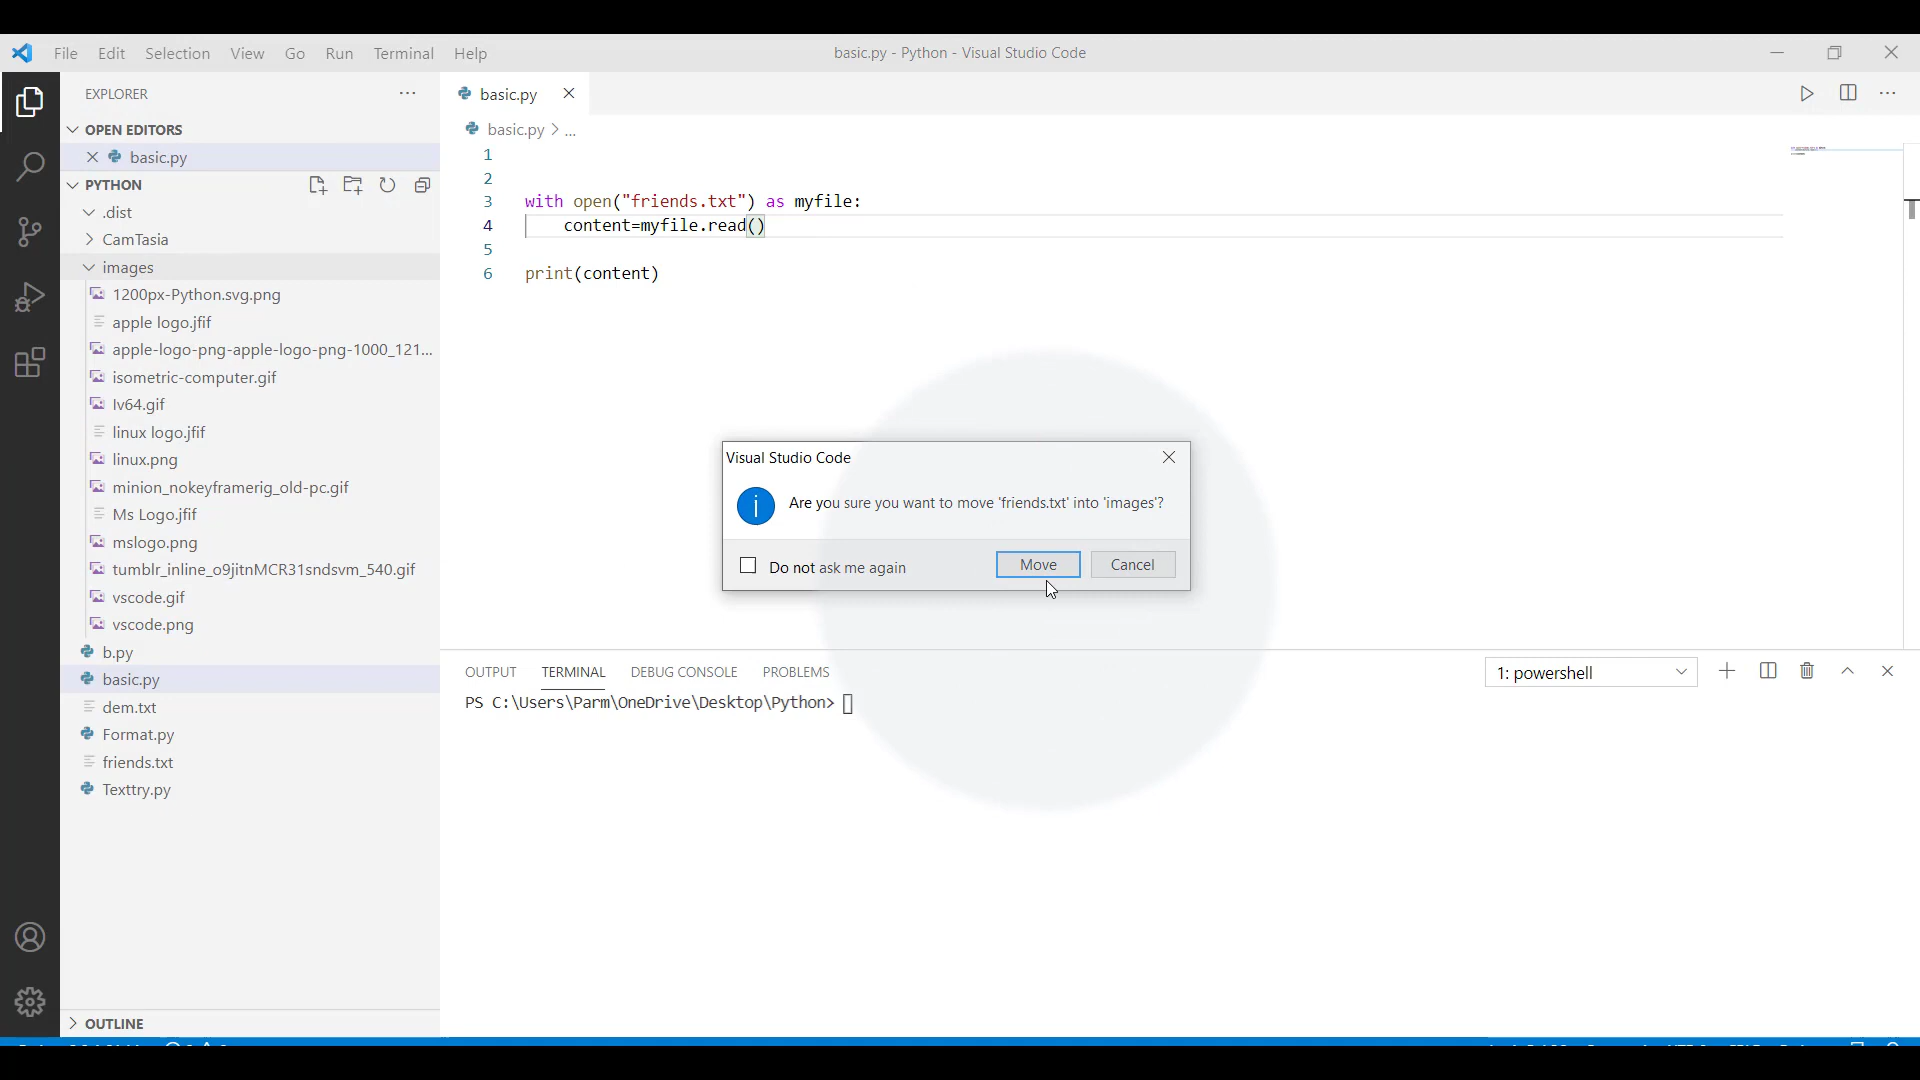 File Edit Selection View Go Run Terminal Help
basic.py - Python - Visual Studio Code
EXPLORER
OPEN EDITORS
basic.py
PYTHON
.dist
CamTasia
images
1200px-Python.svg.png
apple logo.jfif
apple-logo-png-apple-logo-png-1000_121...
isometric-computer.gif
Iv64.gif
linux logo.jfif
linux.png
minion_nokeyframerig_old-pc.gif
Ms Logo.jfif
mslogo.png
tumblr_inline_o9jitnMCR31sndsvm_540.gif
vscode.gif
vscode.png
b.py
basic.py
dem.txt
Format.py
friends.txt
Texttry.py
OUTLINE
basic.py
basic.py > ...
1
2
3 with open("friends.txt") as myfile:
4 content=myfile.read()
5
6 print(content)
Visual Studio Code
Are you sure you want to move 'friends.txt' into 'images'?
Do not ask me again
Move
Cancel
OUTPUT TERMINAL DEBUG CONSOLE PROBLEMS
1: powershell
PS C:\Users\Parm\OneDrive\Desktop\Python>